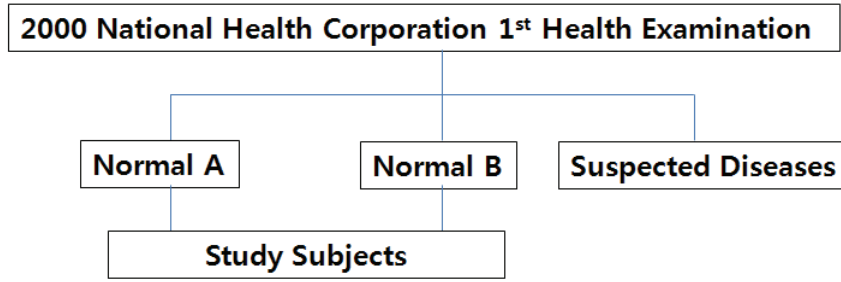 2000 National Health Corporation 1st Health Examination
Normal A
Normal B
Suspected Diseases
Study Subjects